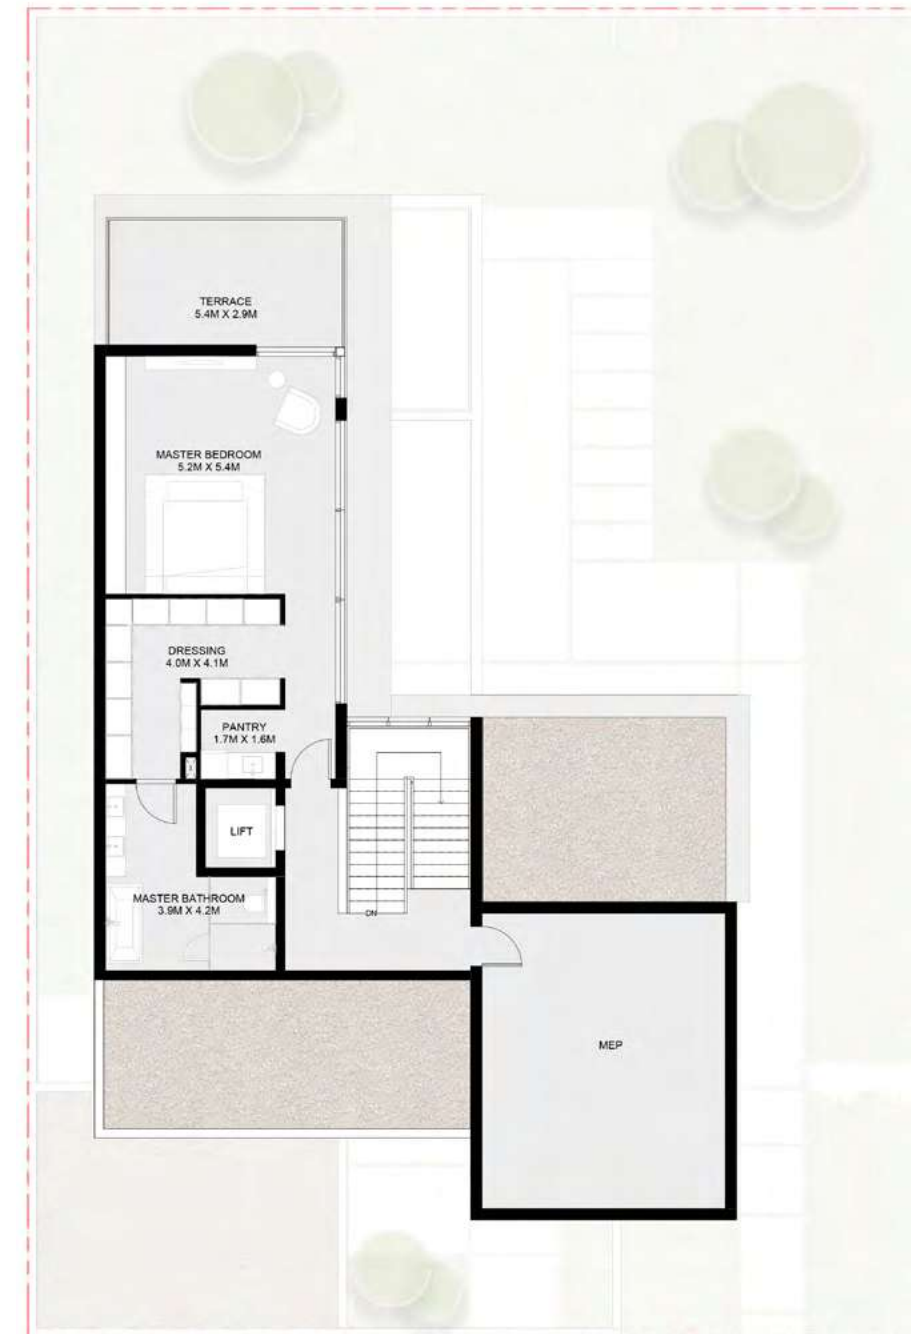 TERRACE
5.4M X 2.9M
MASTER BEDROOM
5.2M X 5.4M
DRESSING
4.0M X 4.1M
PANTRY
1.7M X 1.6M
LIFT
MASTER BATHROOM
3.9M X 4.2M
DN
MEP